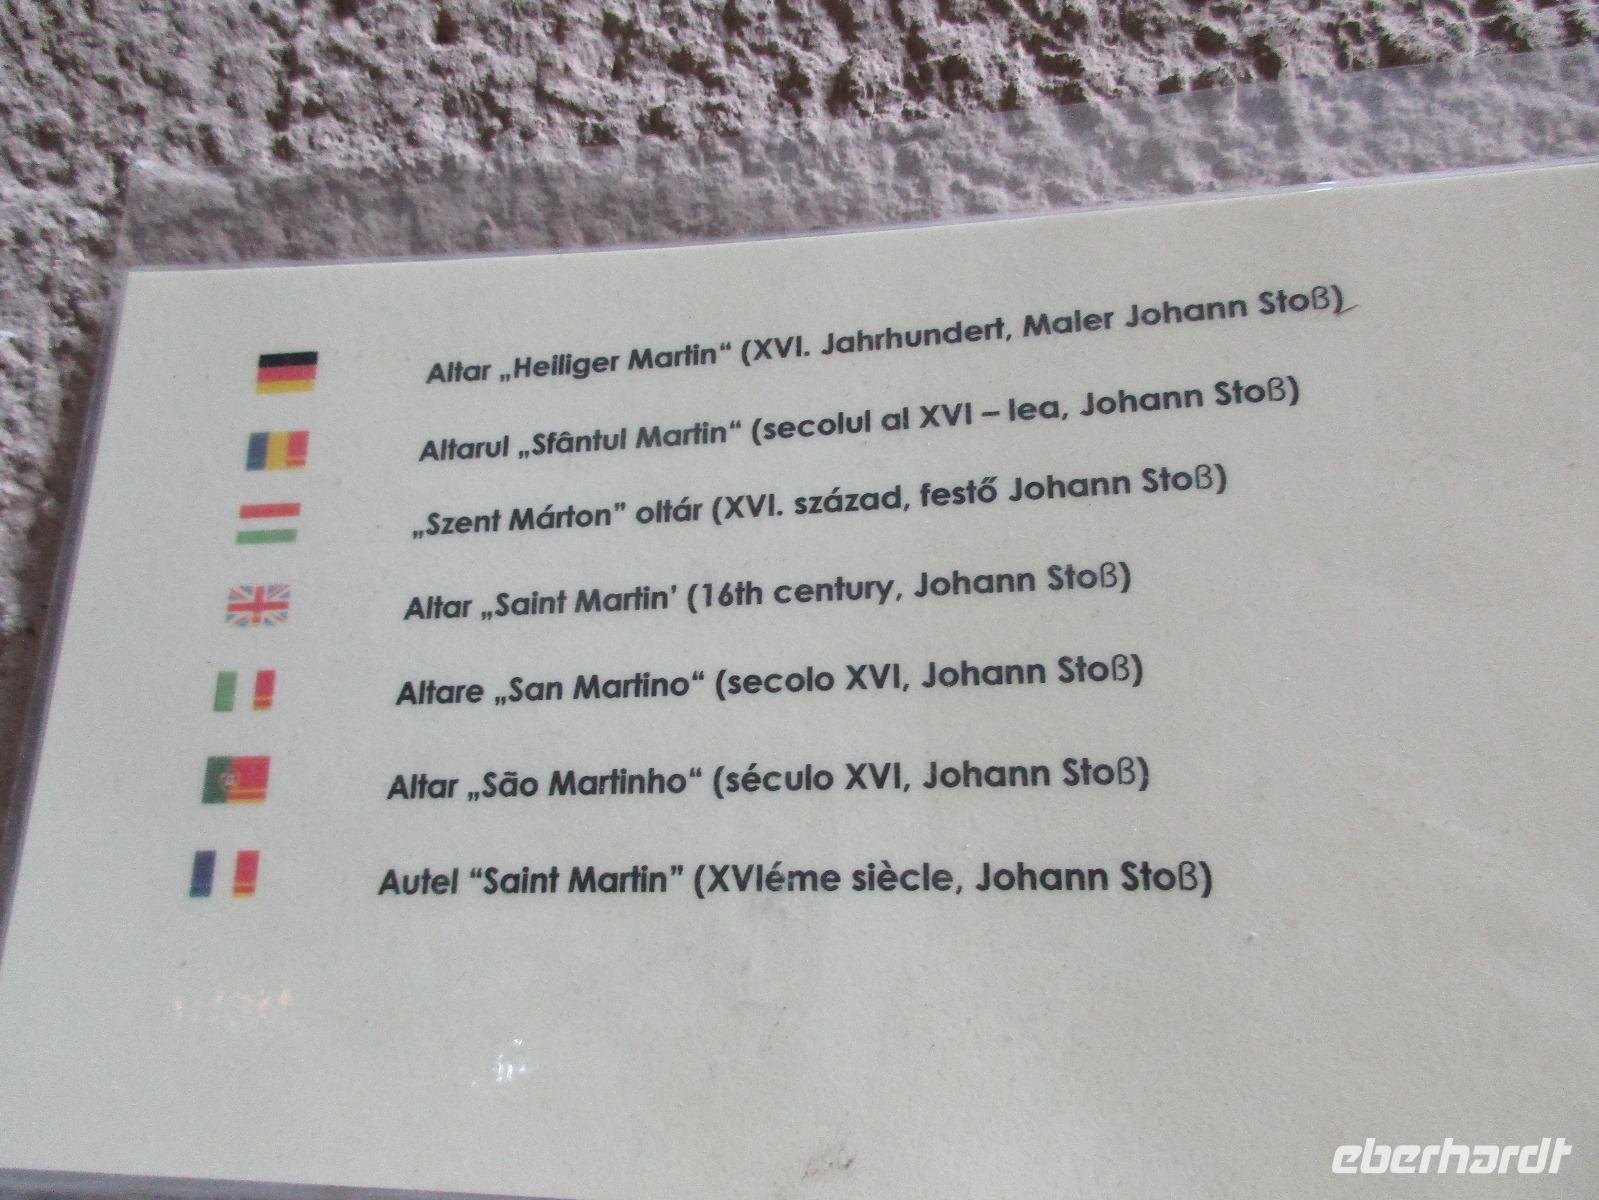 Altar „Heiliger Martin“ (XVI. Jahrhundert, Maler Johann Stoß)
Altarul „Sfântul Martin“ (secolul al XVI – lea, Johann Stoß)
„Szent Márton” oltár (XVI. század, festő Johann Stoß)
Altar „Saint Martin’ (16th century, Johann Stoß)
Altare „San Martino“ (secolo XVI, Johann Stoß)
Altar „São Martinho“ (século XVI, Johann Stoß)
Autel “Saint Martin” (XVIéme siècle, Johann Stoß)
eberhardt